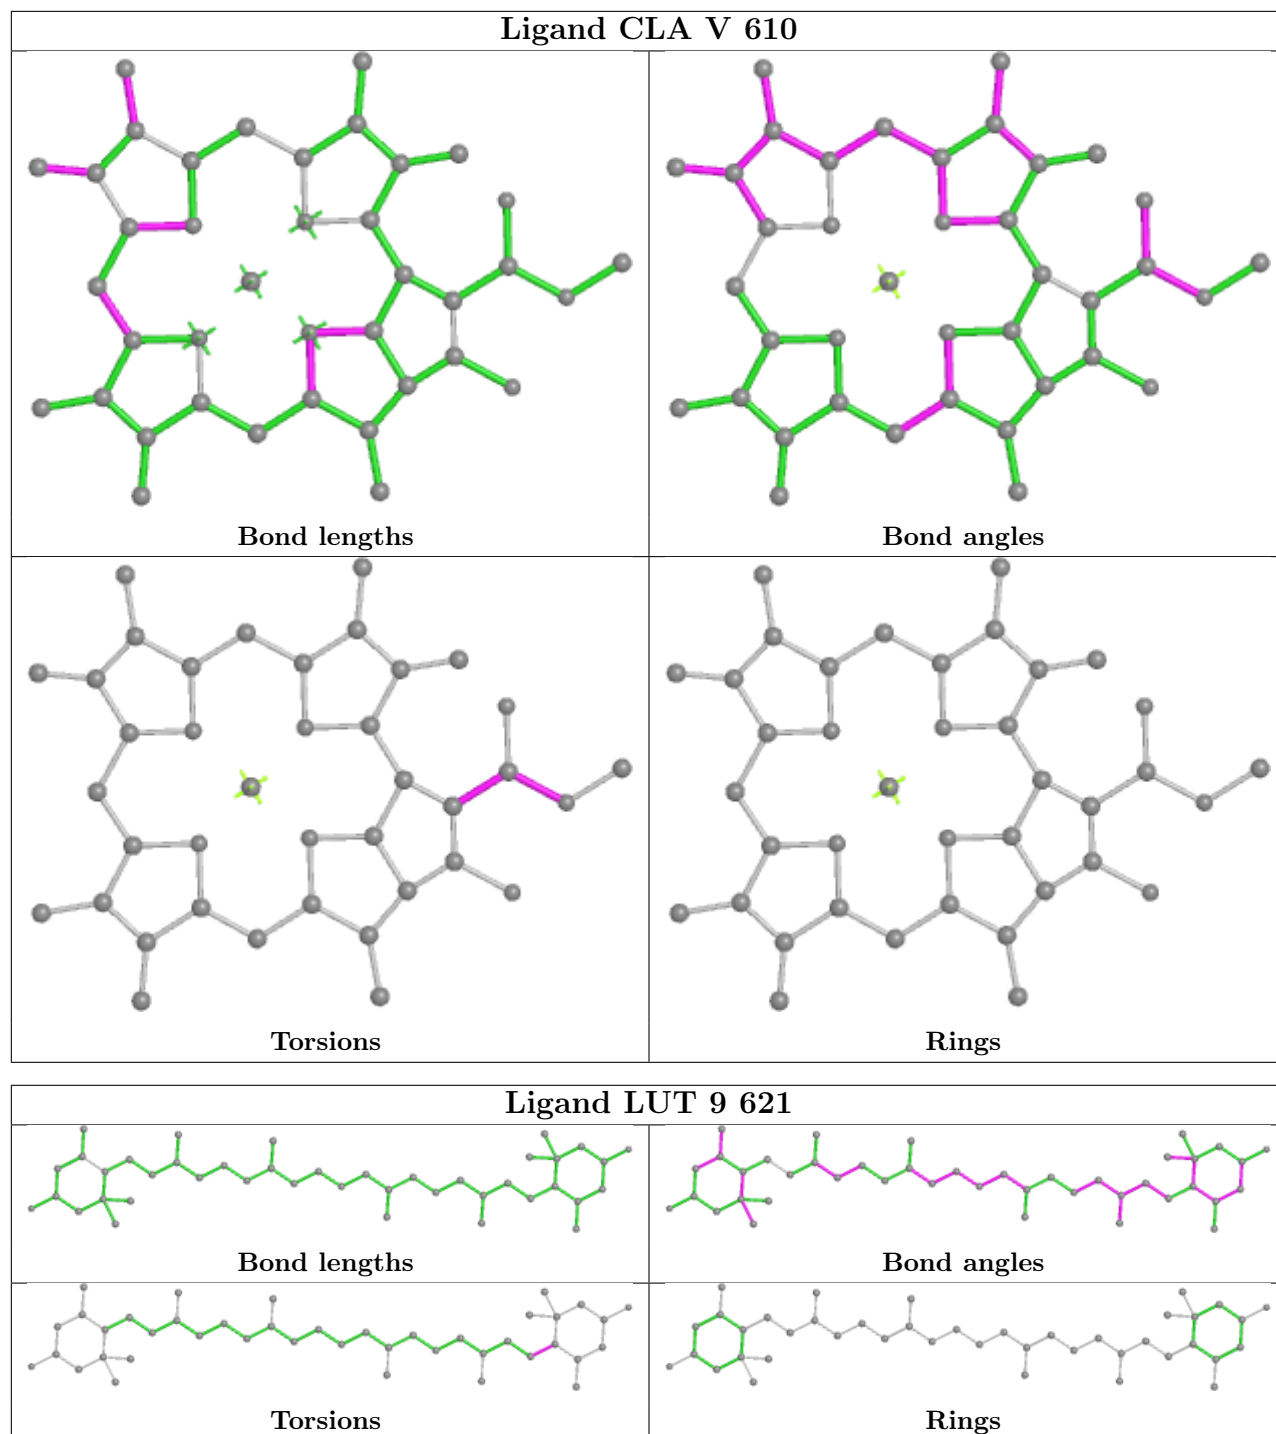 Ligand CLA V 610
Bond lengths
Bond angles
Torsions
Rings
Ligand LUT 9 621
Bond lengths
Bond angles
Torsions
Rings